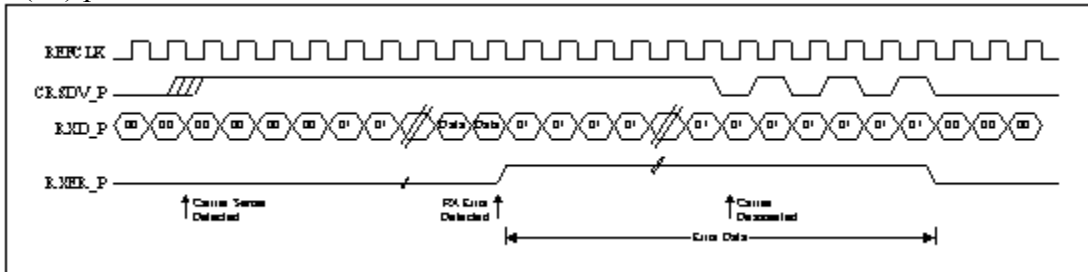 REFCLK
CRSDV_P
RXD_P 00 00 00 00 00 00 01 01 Data Data 01 01 01 01 01 01 01 01 01 01 01 00 00 00
RXER_P
Carrier Sense
Detected
RX Error
Detected
Carrier
Deasserted
Error Data